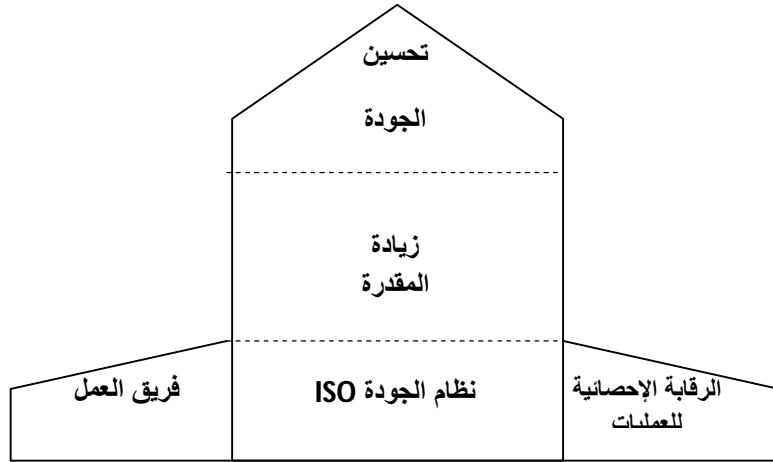 تحسين
الجودة
زيادة
المقدرة
الرقابة الإحصائية
للعمليات
نظام الجودة ISO
فريق العمل